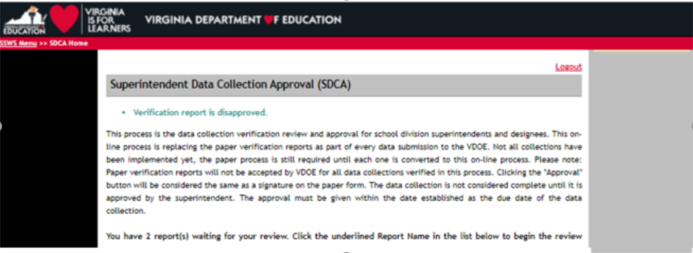 EDUCATION
VIRGINIA
IS FOR
LEARNERS
VIRGINIA DEPARTMENT OF EDUCATION
SSWS Menu >> SDCA Home
Logout
Superintendent Data Collection Approval (SDCA)
• Verification report is disapproved.
This process is the data collection verification review and approval for school division superintendents and designees. This on-
line process is replacing the paper verification reports as part of every data submission to the VDOE. Not all collections have
been implemented yet, the paper process is still required until each one is converted to this on-line process. Please note:
Paper verification reports will not be accepted by VDOE for all data collections verified in this process. Clicking the "Approval"
button will be considered the same as a signature on the paper form. The data collection is not considered complete until it is
approved by the superintendent. The approval must be given within the date established as the due date of the data
collection.
You have 2 report(s) waiting for your review. Click the underlined Report Name in the list below to begin the review